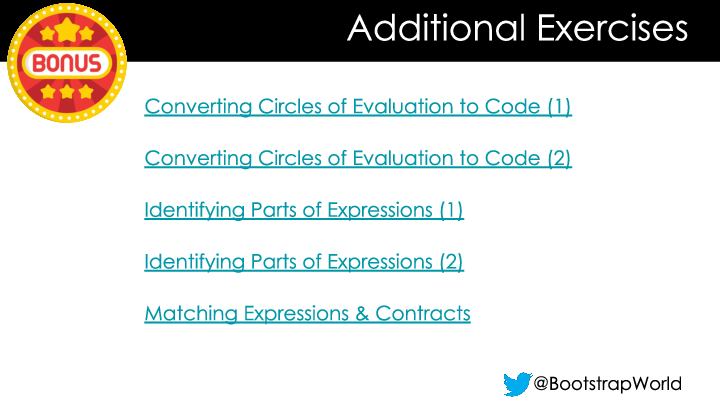 Additional Exercises
BONUS
Converting Circles of Evaluation to Code (1)
Converting Circles of Evaluation to Code (2)
Identifying Parts of Expressions (1)
Identifying Parts of Expressions (2)
Matching Expressions & Contracts
@BootstrapWorld